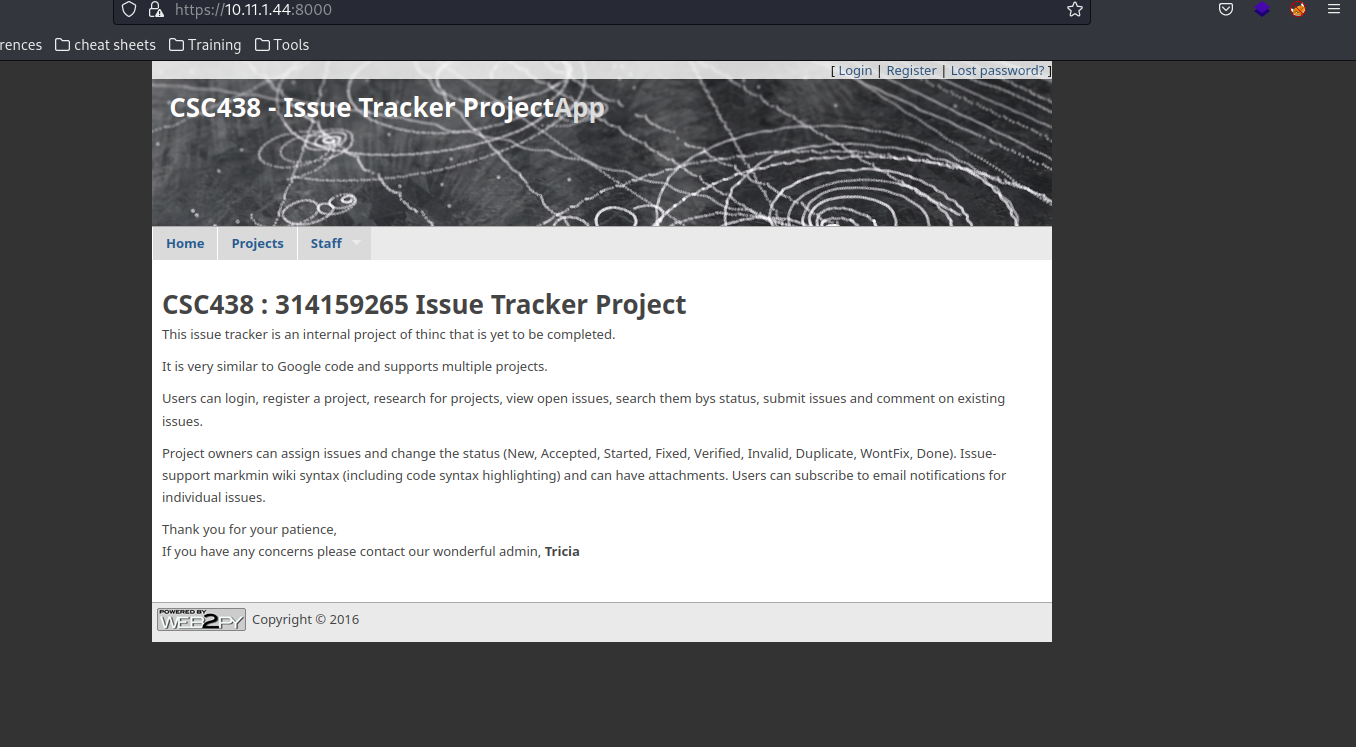 https://10.11.1.44:8000
rences cheat sheets Training Tools
[ Login | Register | Lost password? ]
CSC438 - Issue Tracker ProjectApp
Home Projects Staff
CSC438 : 314159265 Issue Tracker Project
This issue tracker is an internal project of thinc that is yet to be completed.
It is very similar to Google code and supports multiple projects.
Users can login, register a project, research for projects, view open issues, search them bys status, submit issues and comment on existing
issues.
Project owners can assign issues and change the status (New, Accepted, Started, Fixed, Verified, Invalid, Duplicate, WontFix, Done). Issue-
support markmin wiki syntax (including code syntax highlighting) and can have attachments. Users can subscribe to email notifications for
individual issues.
Thank you for your patience,
If you have any concerns please contact our wonderful admin, Tricia
POWERED BY
WEB2PY Copyright © 2016